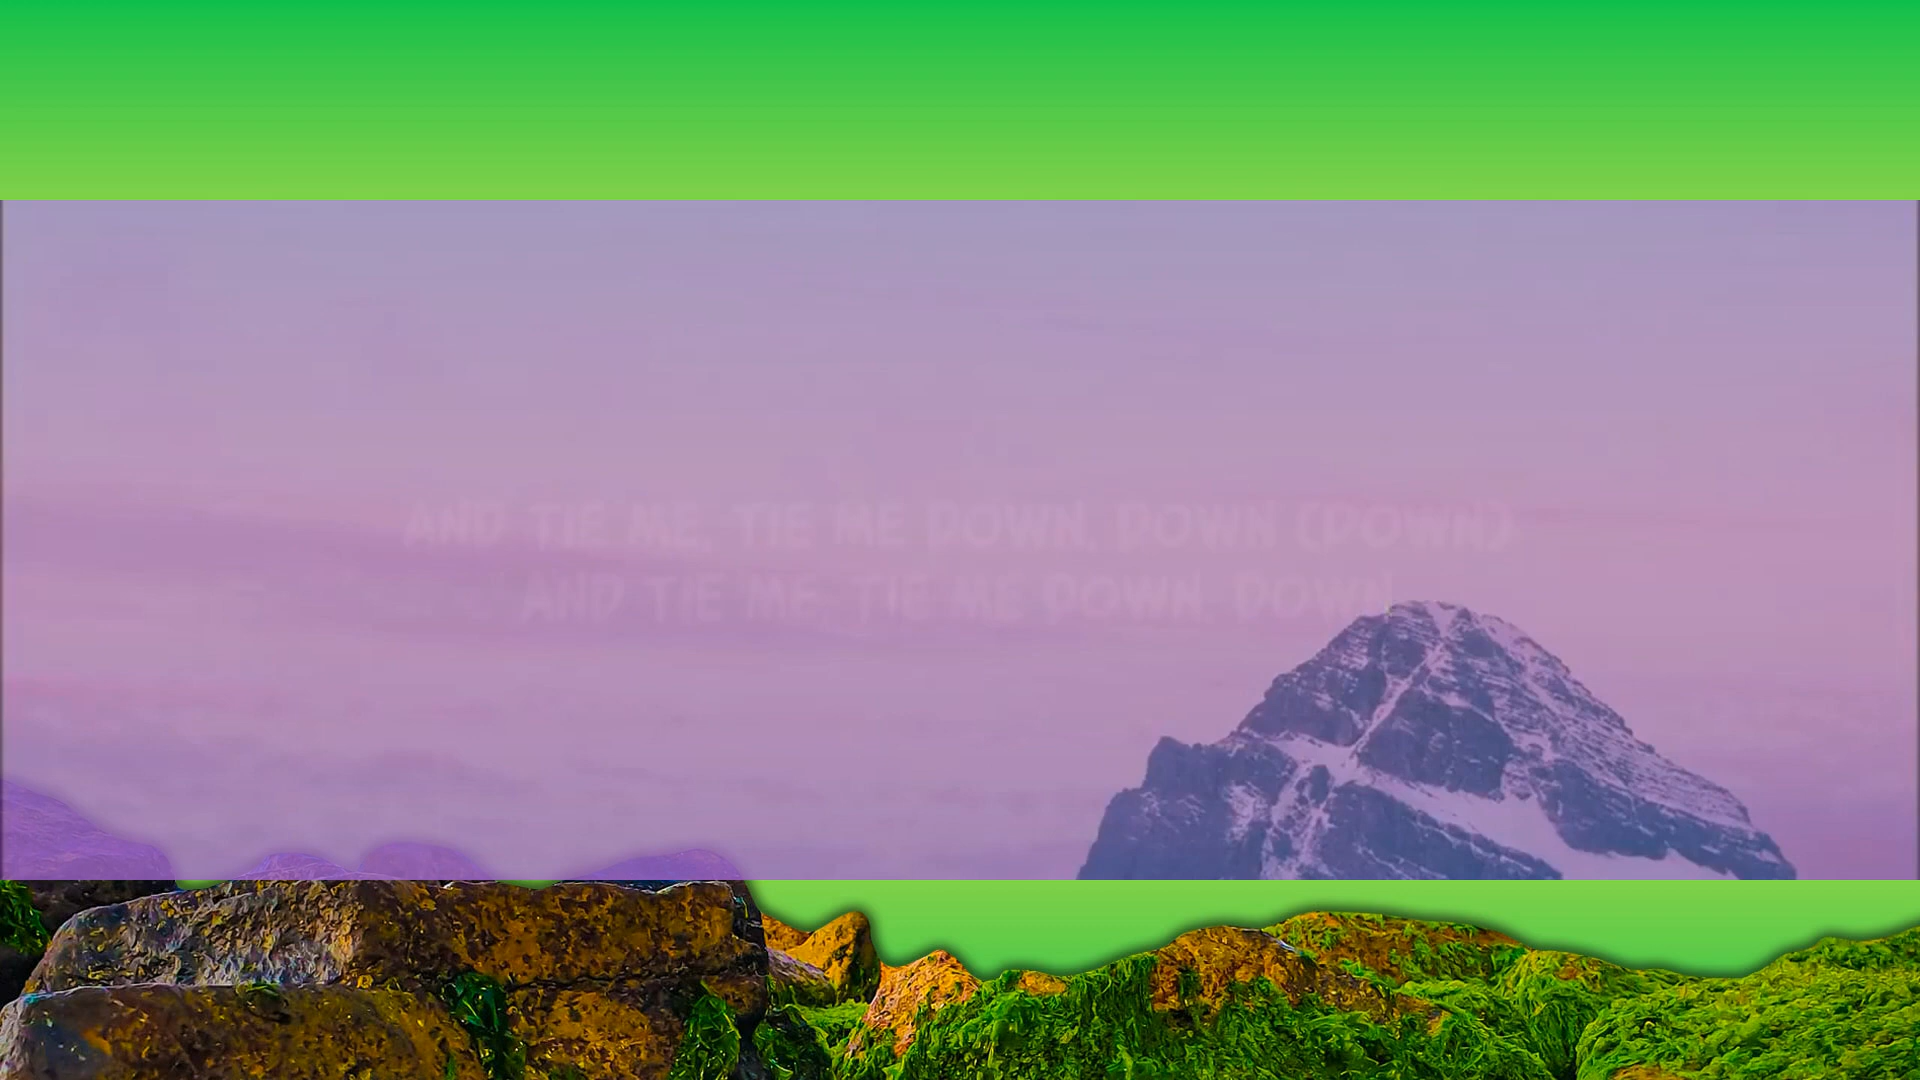 AND TIE ME, TIE ME DOWN, DOWN (DOWN)
AND TIE ME, TIE ME DOWN, DOWN